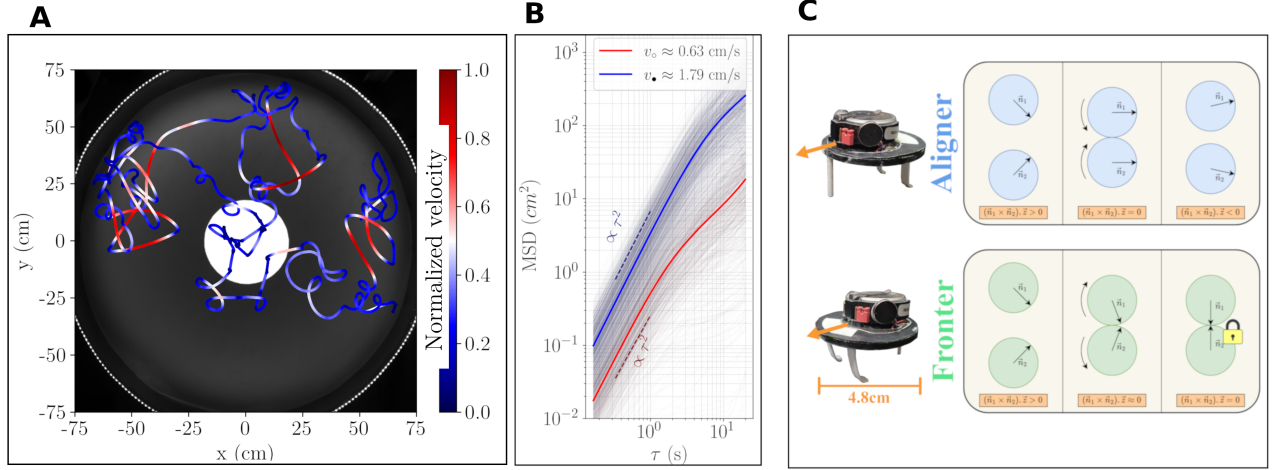 A
75
50
25
0
-25
-50
-75
y (cm)
-75
-50
-25
0
25
50
75
x (cm)
1.0
0.8
0.6
0.4
0.2
0.0
Normalized velocity
B
v○ ≈ 0.63 cm/s
v● ≈ 1.79 cm/s
10³
10²
10¹
10⁰
10⁻¹
10⁻²
MSD (cm²)
∝ τ²
∝ τ²
10⁰
10¹
τ (s)
C
Aligner
n⃗₁
n⃗₂
(n⃗₁ × n⃗₂). z⃗ > 0
n⃗₁
n⃗₂
(n⃗₁ × n⃗₂). z⃗ = 0
n⃗₁
n⃗₂
(n⃗₁ × n⃗₂). z⃗ < 0
Fronter
4.8cm
n⃗₁
n⃗₂
(n⃗₁ × n⃗₂). z⃗ > 0
n⃗₁
n⃗₂
(n⃗₁ × n⃗₂). z⃗ ≈ 0
n⃗₁
n⃗₂
(n⃗₁ × n⃗₂). z⃗ = 0